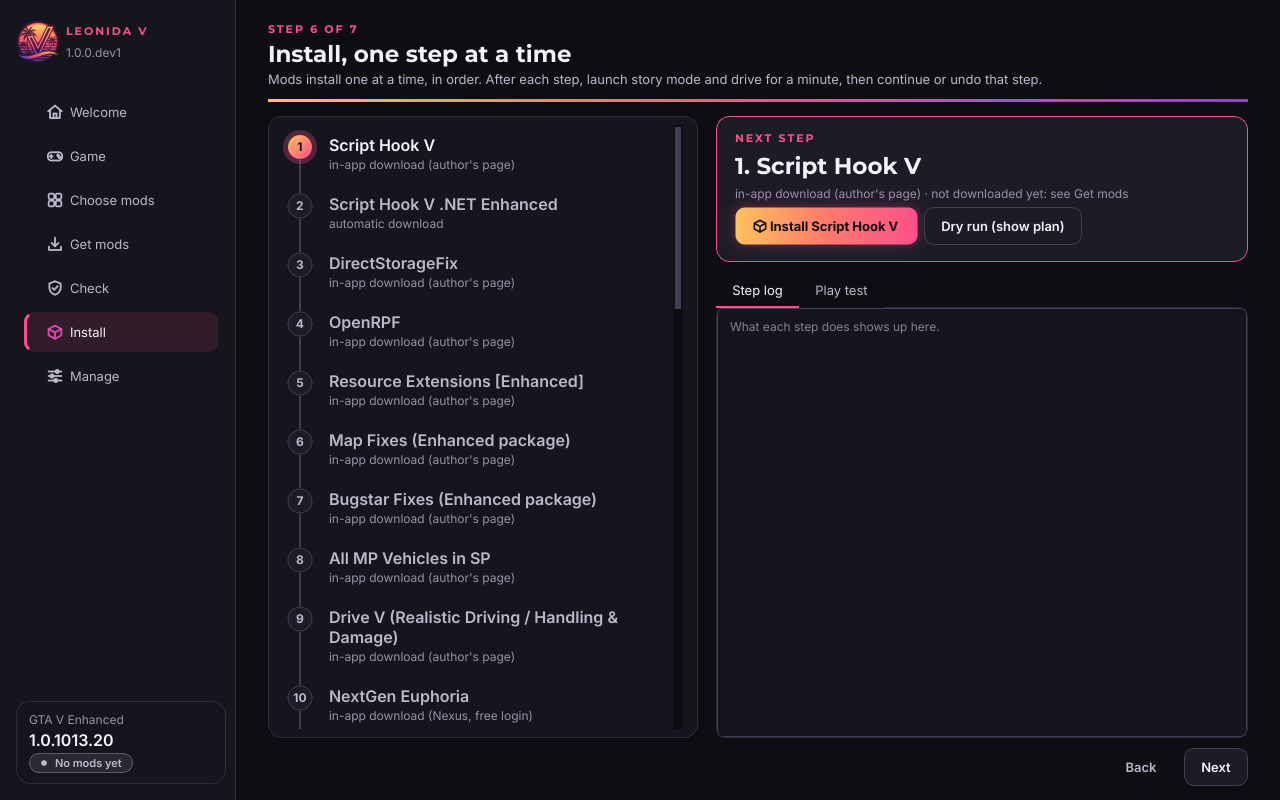 LEONIDA V
1.0.0.dev1
Welcome
Game
Choose mods
Get mods
Check
Install
Manage
GTA V Enhanced
1.0.1013.20
No mods yet
STEP 6 OF 7
Install, one step at a time
Mods install one at a time, in order. After each step, launch story mode and drive for a minute, then continue or undo that step.
1
Script Hook V
in-app download (author's page)
2
Script Hook V .NET Enhanced
automatic download
3
DirectStorageFix
in-app download (author's page)
4
OpenRPF
in-app download (author's page)
5
Resource Extensions [Enhanced]
in-app download (author's page)
6
Map Fixes (Enhanced package)
in-app download (author's page)
7
Bugstar Fixes (Enhanced package)
in-app download (author's page)
8
All MP Vehicles in SP
in-app download (author's page)
9
Drive V (Realistic Driving / Handling &
Damage)
in-app download (author's page)
10
NextGen Euphoria
in-app download (Nexus, free login)
NEXT STEP
1. Script Hook V
in-app download (author's page) · not downloaded yet: see Get mods
Install Script Hook V
Dry run (show plan)
Step log
Play test
What each step does shows up here.
Back
Next